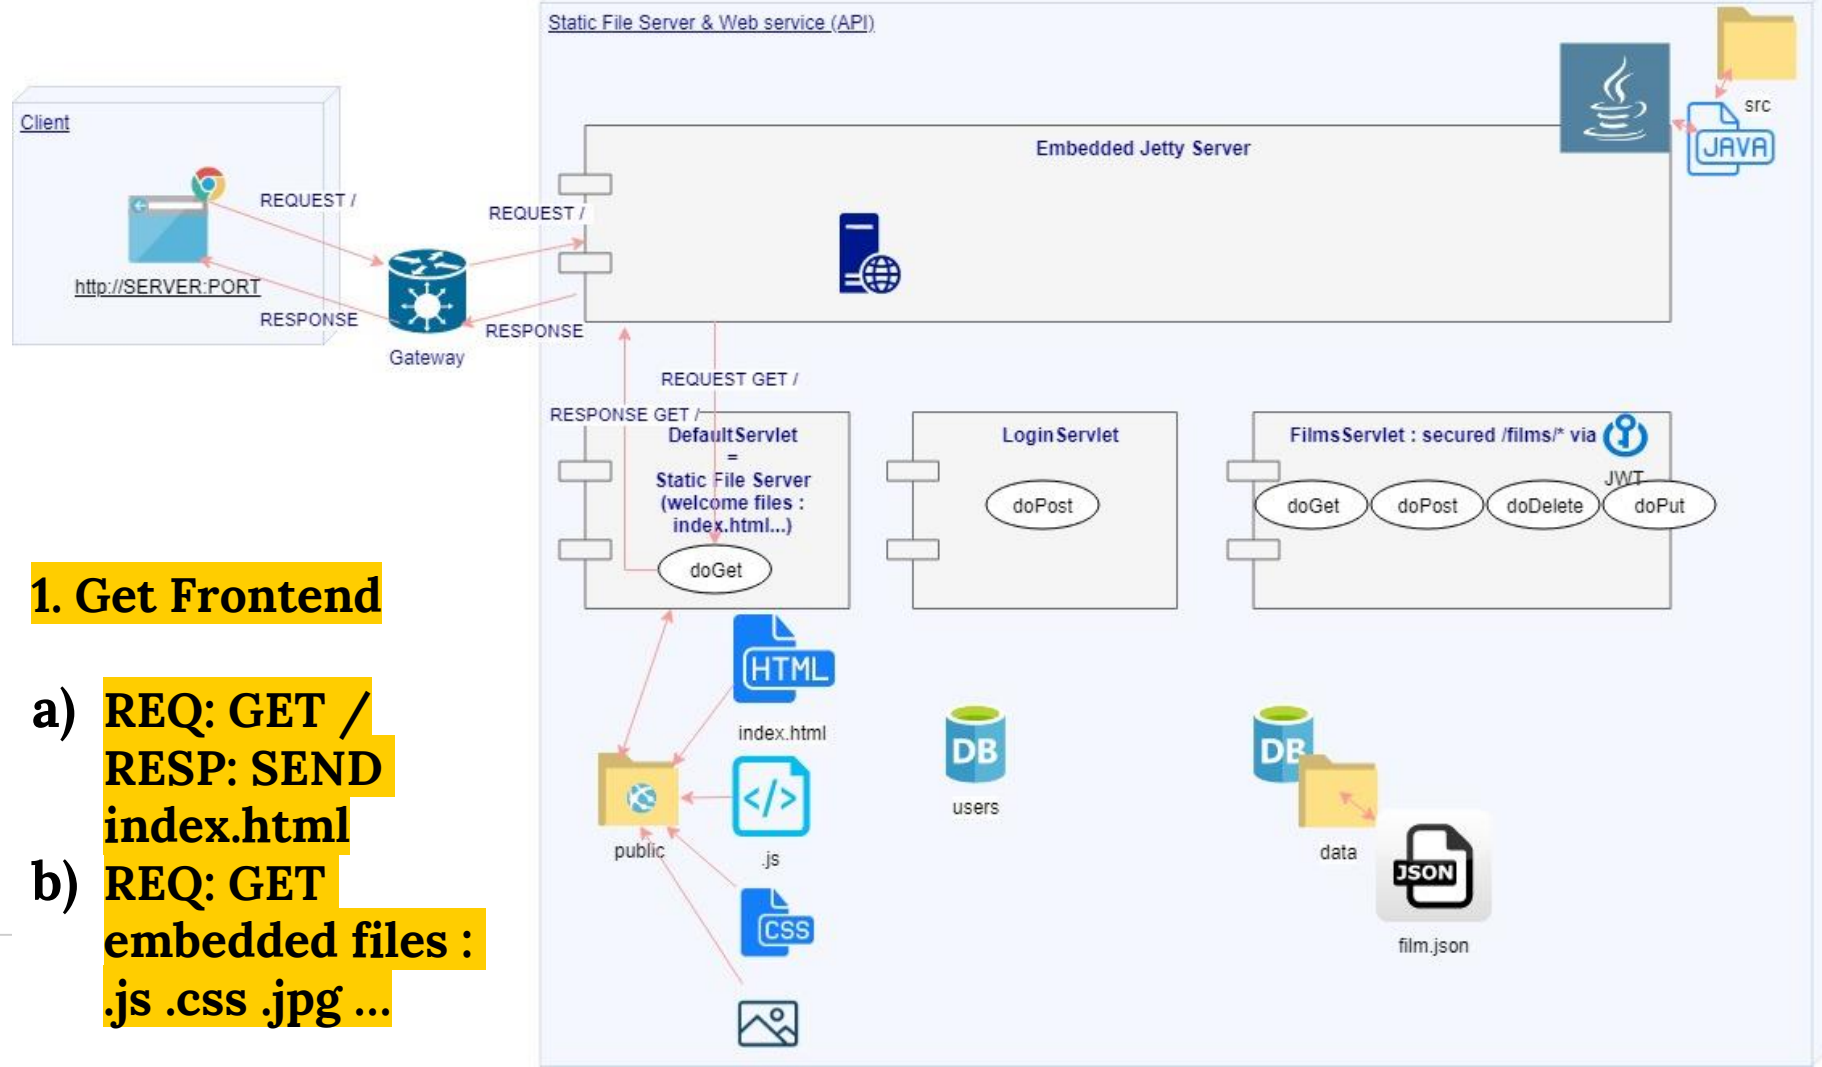 Static File Server & Web service (API)
src
JAVA
Client
Embedded Jetty Server
REQUEST /
REQUEST /
http://SERVER:PORT
RESPONSE
RESPONSE
Gateway
REQUEST GET /
RESPONSE GET /
DefaultServlet
=
Static File Server
(welcome files :
index.html...)
doGet
LoginServlet
doPost
FilmsServlet : secured /films/* via
JWT
doGet
doPost
doDelete
doPut
1. Get Frontend
a) REQ: GET /
RESP: SEND
index.html
b) REQ: GET
embedded files :
.js .css .jpg ...
HTML
index.html
</>
.js
public
CSS
DB
users
DB
data
JSON
film.json